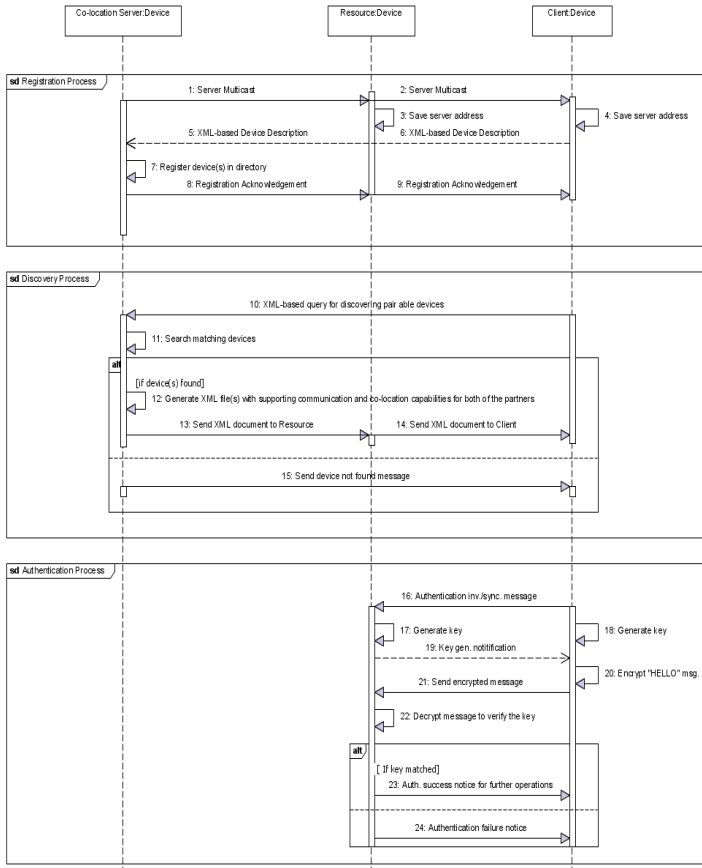 Co-location Server:Device
Resource:Device
Client:Device
sd Registration Process
1: Server Multicast
2: Server Multicast
3: Save server address
4: Save server address
5: XML-based Device Description
6: XML-based Device Description
7: Register device(s) in directory
8: Registration Acknowledgement
9: Registration Acknowledgement
sd Discovery Process
10: XML-based query for discovering pair able devices
11: Search matching devices
alt
[if device(s) found]
12: Generate XML file(s) with supporting communication and co-location capabilities for both of the partners
13: Send XML document to Resource
14: Send XML document to Client
15: Send device not found message
sd Authentication Process
16: Authentication inv./sync. message
17: Generate key
18: Generate key
19: Key gen. notitification
20: Encrypt "HELLO" msg.
21: Send encrypted message
22: Decrypt message to verify the key
alt
[ If key matched]
23: Auth. success notice for further operations
24: Authentication failure notice